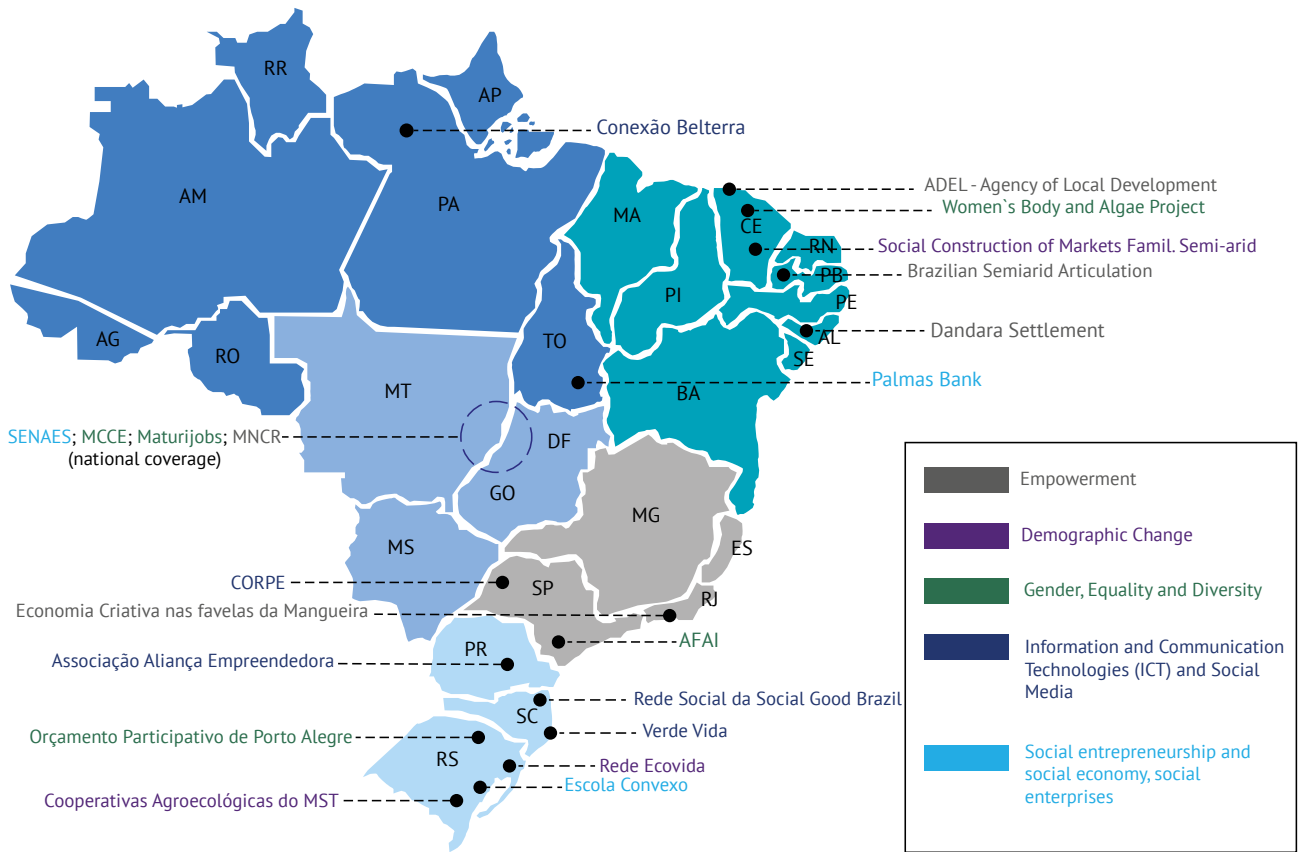 RR
AP
Conexão Belterra
AM
PA
MA
ADEL - Agency of Local Development
Women`s Body and Algae Project
CE
RN
Social Construction of Markets Famil. Semi-arid
PB
Brazilian Semiarid Articulation
PI
PE
AG
RO
TO
AL
Dandara Settlement
SE
MT
BA
Palmas Bank
SENAES; MCCE; Maturijobs; MNCR
(national coverage)
DF
GO
MG
ES
MS
CORPE
SP
RJ
Economia Criativa nas favelas da Mangueira
AFAI
PR
Associação Aliança Empreendedora
Rede Social da Social Good Brazil
SC
Verde Vida
Orçamento Participativo de Porto Alegre
RS
Rede Ecovida
Escola Convexo
Cooperativas Agroecológicas do MST
Empowerment
Demographic Change
Gender, Equality and Diversity
Information and Communication
Technologies (ICT) and Social
Media
Social entrepreneurship and
social economy, social
enterprises